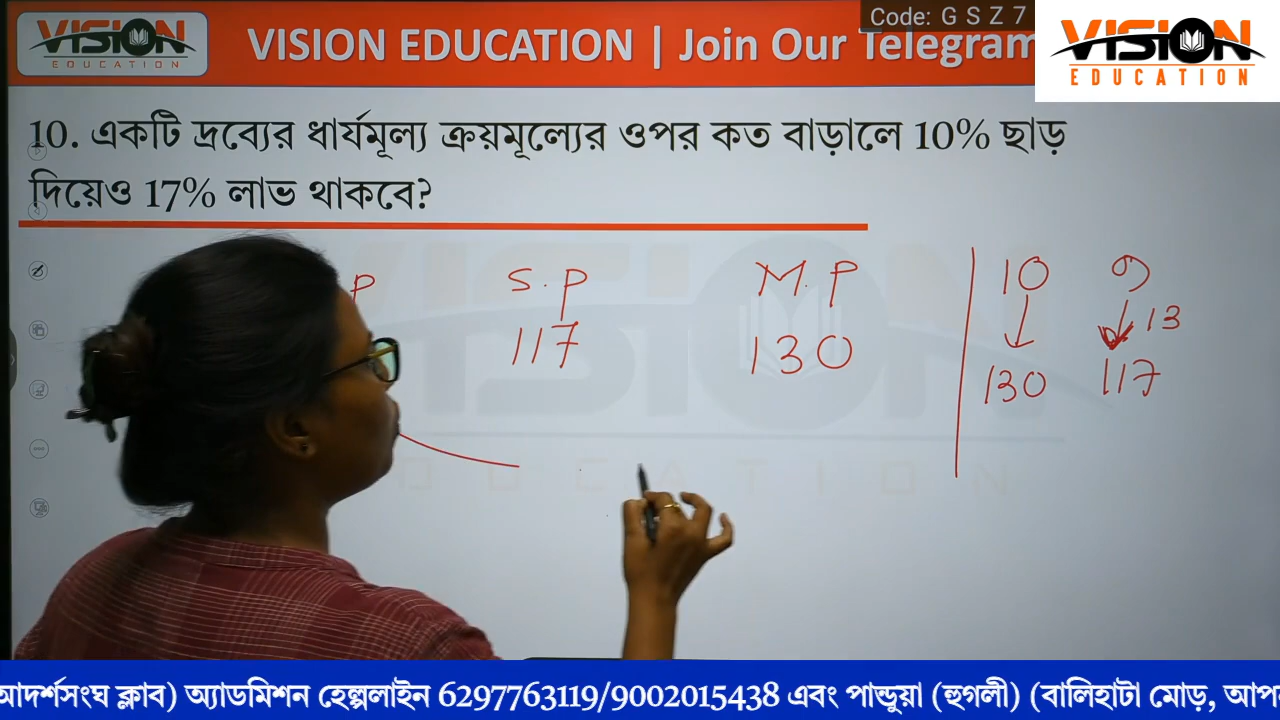 Code: G S Z 7
VISION
EDUCATION
VISION EDUCATION | Join Our Telegram
VISION
EDUCATION
10. একটি দ্রব্যের ধার্যমূল্য ক্রয়মূল্যের ওপর কত বাড়ালে 10% ছাড়
দিয়েও 17% লাভ থাকবে?
P S.P M.P 10 9
117 130 13
130 117
আদর্শসংঘ ক্লাব) অ্যাডমিশন হেল্পলাইন 6297763119/9002015438 এবং পান্ডুয়া (হুগলী) (বালিহাটা মোড়,